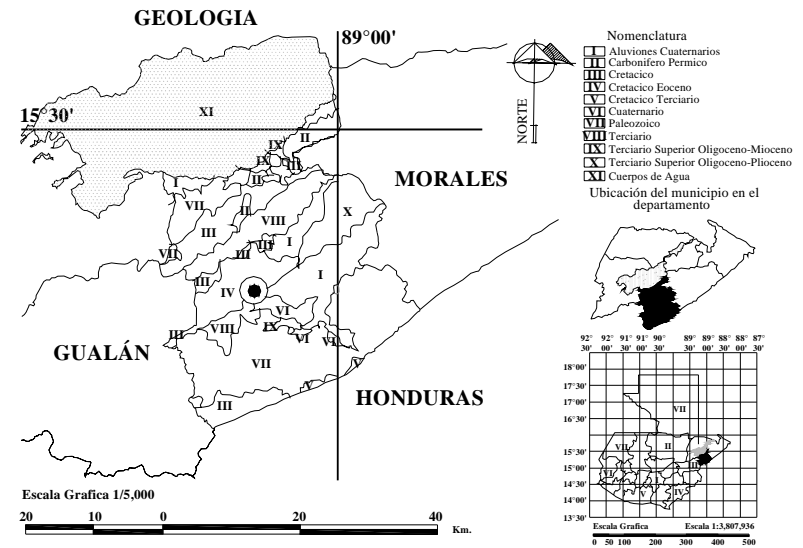 GEOLOGIA
89°00'
15°30'
XI
IX
II
IX
III
II
I
VII
II
VIII
X
III
III
I
VII
III
III
I
IV
VI
III
VIII
IX
VI
VI
VII
V
V
III
MORALES
GUALÁN
HONDURAS
NORTE
Nomenclatura
I Aluviones Cuaternarios
II Carbonifero Permico
III Cretacico
IV Cretacico Eoceno
V Cretacico Terciario
VI Cuaternario
VII Paleozoico
VIII Terciario
IX Terciario Superior Oligoceno-Mioceno
X Terciario Superior Oligoceno-Plioceno
XI Cuerpos de Agua
Ubicación del municipio en el
departamento
92° 92° 91° 91° 90° 89° 89° 88° 88° 87°
30' 00' 30' 00' 30' 30' 00' 30' 00' 30'
18°00'
17°30'
17°00'
16°30'
15°30'
15°00'
14°30'
14°00'
13°30'
VII
VII
II
III
VI
I
V
IV
Escala Grafica Escala 1:3,807,936
0 50 100 200 300 400 500
Escala Grafica 1/5,000
20 10 0 20 40 Km.